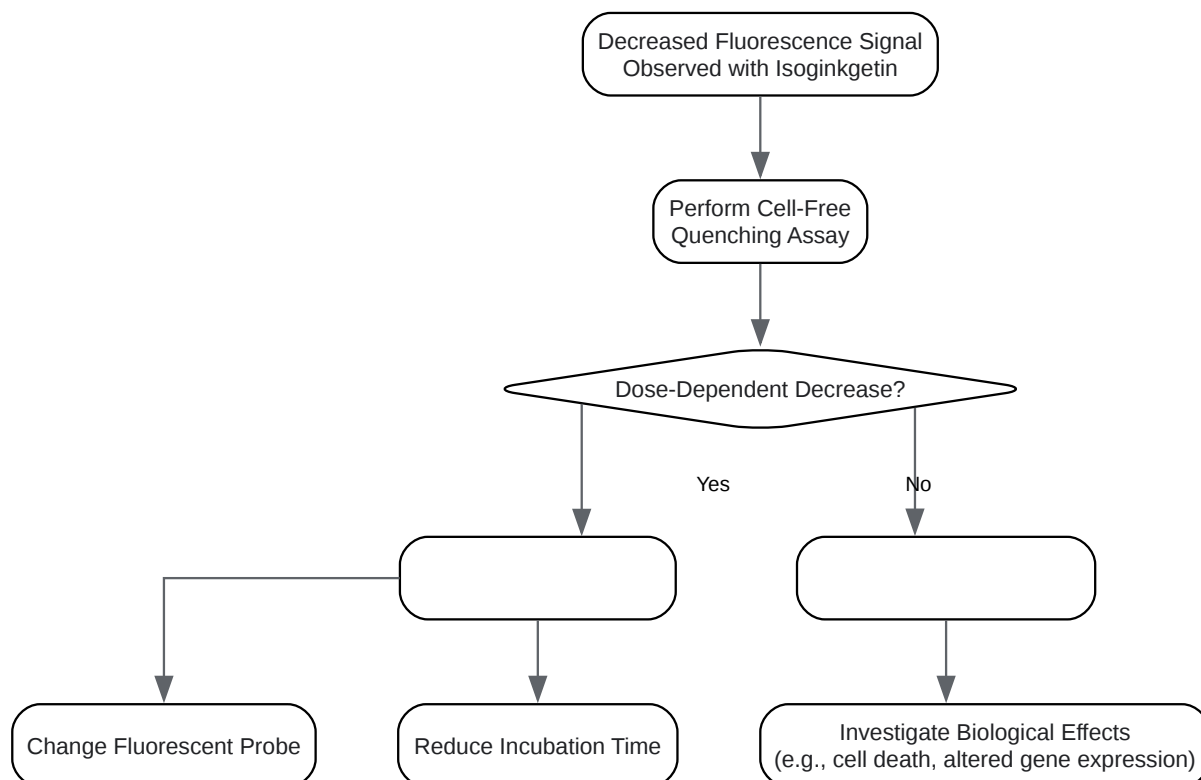 Decreased Fluorescence Signal
Observed with Isoginkgetin
Perform Cell-Free
Quenching Assay
Dose-Dependent Decrease?
Yes
No
Change Fluorescent Probe
Reduce Incubation Time
Investigate Biological Effects
(e.g., cell death, altered gene expression)